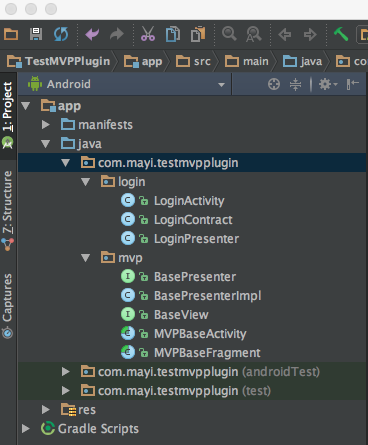 TestMVPPlugin app src main java co
1: Project
Z: Structure
Captures
Android
app
manifests
java
com.mayi.testmvpplugin
login
C LoginActivity
C LoginContract
C LoginPresenter
mvp
I BasePresenter
C BasePresenterImpl
I BaseView
C MVPBaseActivity
C MVPBaseFragment
com.mayi.testmvpplugin (androidTest)
com.mayi.testmvpplugin (test)
res
Gradle Scripts